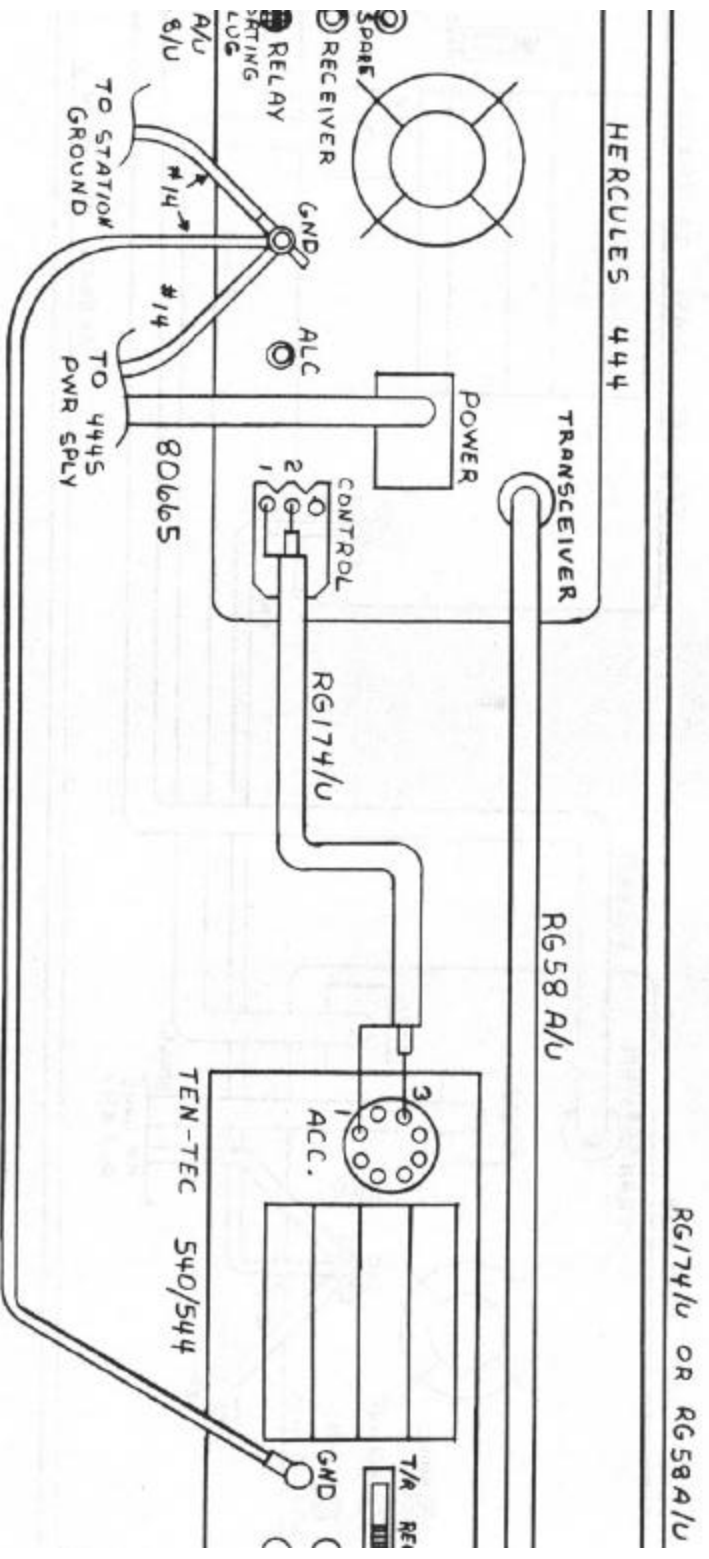 RG174/U OR RG58A/U
HERCULES 444
TRANSCEIVER
RG58 A/U
SPARE
RECEIVER
RELAY
POWER
CONTROL
2
1
RG174/U
GND
ALC
A/U
8/U
LUG
#14
#14
TO STATION
GROUND
TO 444S
PWR SPLY
80665
3
1
ACC.
TEN-TEC 540/544
T/R
GND